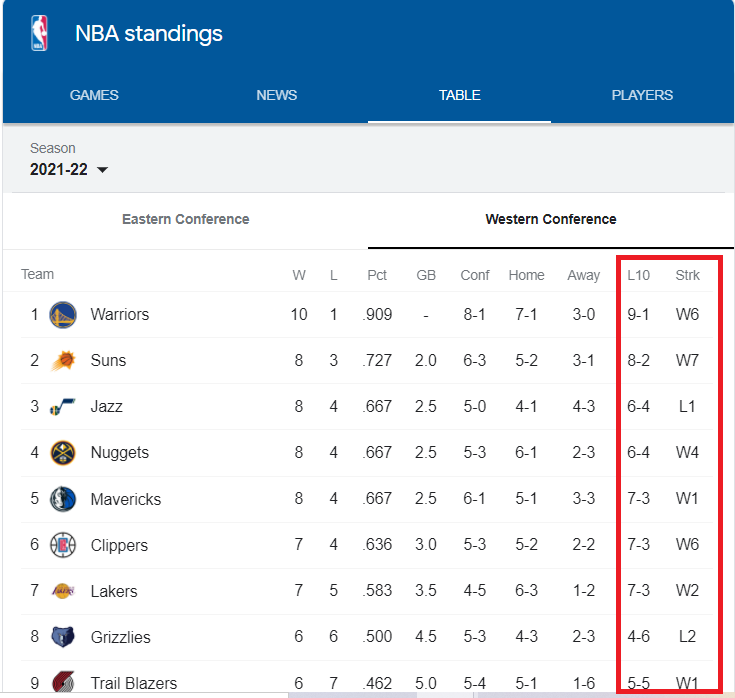 NBA standings
GAMES NEWS TABLE PLAYERS
Season
2021-22
Eastern Conference Western Conference
Team W L Pct GB Conf Home Away L10 Strk
1 Warriors 10 1 .909 - 8-1 7-1 3-0 9-1 W6
2 Suns 8 3 .727 2.0 6-3 5-2 3-1 8-2 W7
3 Jazz 8 4 .667 2.5 5-0 4-1 4-3 6-4 L1
4 Nuggets 8 4 .667 2.5 5-3 6-1 2-3 6-4 W4
5 Mavericks 8 4 .667 2.5 6-1 5-1 3-3 7-3 W1
6 Clippers 7 4 .636 3.0 5-3 5-2 2-2 7-3 W6
7 Lakers 7 5 .583 3.5 4-5 6-3 1-2 7-3 W2
8 Grizzlies 6 6 .500 4.5 5-3 4-3 2-3 4-6 L2
9 Trail Blazers 6 7 .462 5.0 5-4 5-1 1-6 5-5 W1